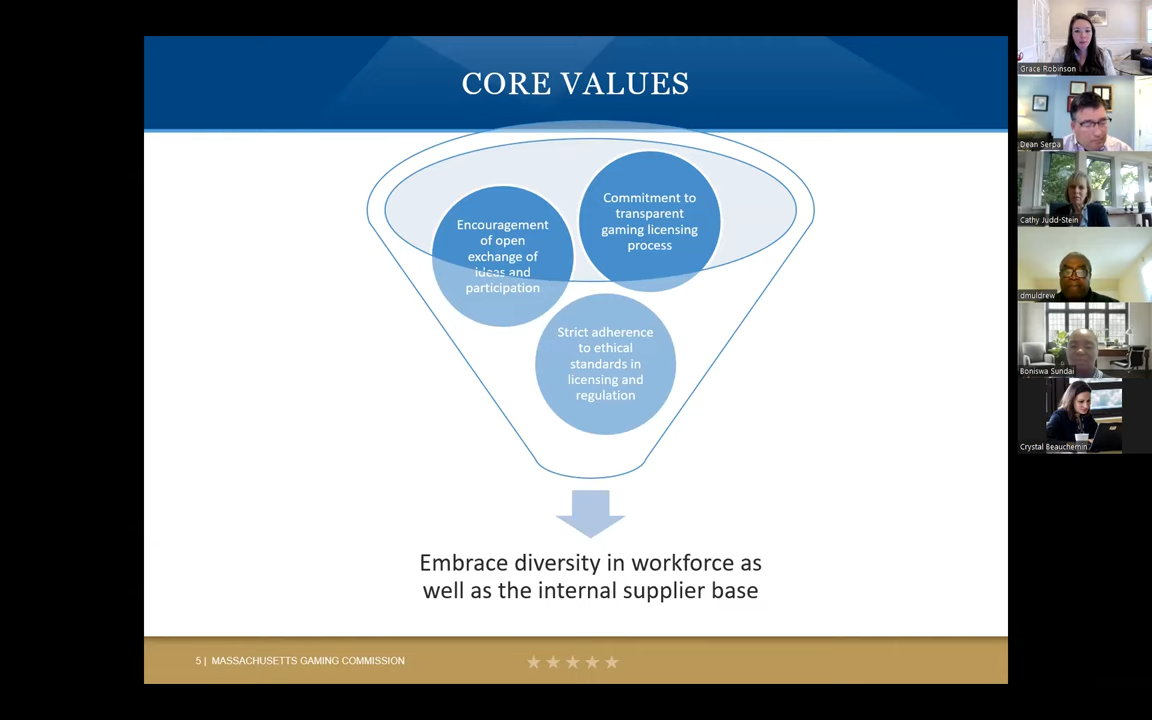 CORE VALUES
Encouragement
of open
exchange of
ideas and
participation
Commitment to
transparent
gaming licensing
process
Strict adherence
to ethical
standards in
licensing and
regulation
Embrace diversity in workforce as
well as the internal supplier base
5 | MASSACHUSETTS GAMING COMMISSION
Grace Robinson
Dean Serpa
Cathy Judd-Stein
dmuldrew
Boniswa Sundai
Crystal Beauchemin